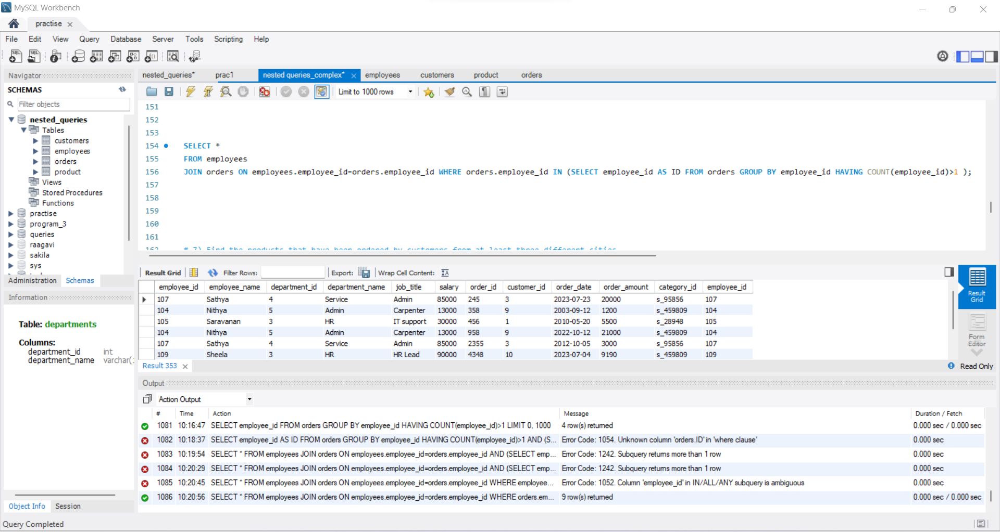 MySQL Workbench
practise
File Edit View Query Database Server Tools Scripting Help
Navigator
SCHEMAS
Filter objects
nested_queries
Tables
customers
employees
orders
product
Views
Stored Procedures
Functions
practise
program_3
queries
raagavi
sakila
sys
Administration Schemas
Information
Table: departments
Columns:
department_id int
department_name varchar(
Object Info Session
Query Completed
nested_queries* prac1 nested queries_complex* employees customers product orders
Limit to 1000 rows
151
152
153
154 SELECT *
155 FROM employees
156 JOIN orders ON employees.employee_id=orders.employee_id WHERE orders.employee_id IN (SELECT employee_id AS ID FROM orders GROUP BY employee_id HAVING COUNT(employee_id)>1 );
157
158
159
160
161
162 # 7) Find the products that have been ordered by customers from at least three different cities
Result Grid Filter Rows: Export: Wrap Cell Content:
employee_id employee_name department_id department_name job_title salary order_id customer_id order_date order_amount category_id employee_id
107 Sathya 4 Service Admin 85000 245 3 2023-07-23 20000 s_95856 107
104 Nithya 5 Admin Carpenter 13000 358 9 2003-09-12 1200 s_459809 104
105 Saravanan 3 HR IT support 30000 456 1 2010-05-20 5500 s_28948 105
104 Nithya 5 Admin Carpenter 13000 958 9 2022-10-12 21000 s_459809 104
107 Sathya 4 Service Admin 85000 2355 3 2012-10-05 3000 s_95856 107
109 Sheela 3 HR HR Lead 90000 4348 10 2023-07-04 9190 s_459809 109
Result Grid
Form Editor
Result 353
Read Only
Output
Action Output
# Time Action Message Duration / Fetch
1081 10:16:47 SELECT employee_id FROM orders GROUP BY employee_id HAVING COUNT(employee_id)>1 LIMIT 0, 1000 4 row(s) returned 0.000 sec / 0.000 sec
1082 10:18:37 SELECT employee_id AS ID FROM orders GROUP BY employee_id HAVING COUNT(employee_id)>1 AND (S... Error Code: 1054. Unknown column 'orders.ID' in 'where clause' 0.000 sec
1083 10:19:54 SELECT * FROM employees JOIN orders ON employees.employee_id=orders.employee_id AND (SELECT emp... Error Code: 1242. Subquery returns more than 1 row 0.000 sec
1084 10:20:29 SELECT * FROM employees JOIN orders ON employees.employee_id=orders.employee_id AND (SELECT emp... Error Code: 1242. Subquery returns more than 1 row 0.000 sec
1085 10:20:45 SELECT * FROM employees JOIN orders ON employees.employee_id=orders.employee_id WHERE employee... Error Code: 1052. Column 'employee_id' in IN/ALL/ANY subquery is ambiguous 0.000 sec
1086 10:20:56 SELECT * FROM employees JOIN orders ON employees.employee_id=orders.employee_id WHERE orders.em... 9 row(s) returned 0.000 sec / 0.000 sec